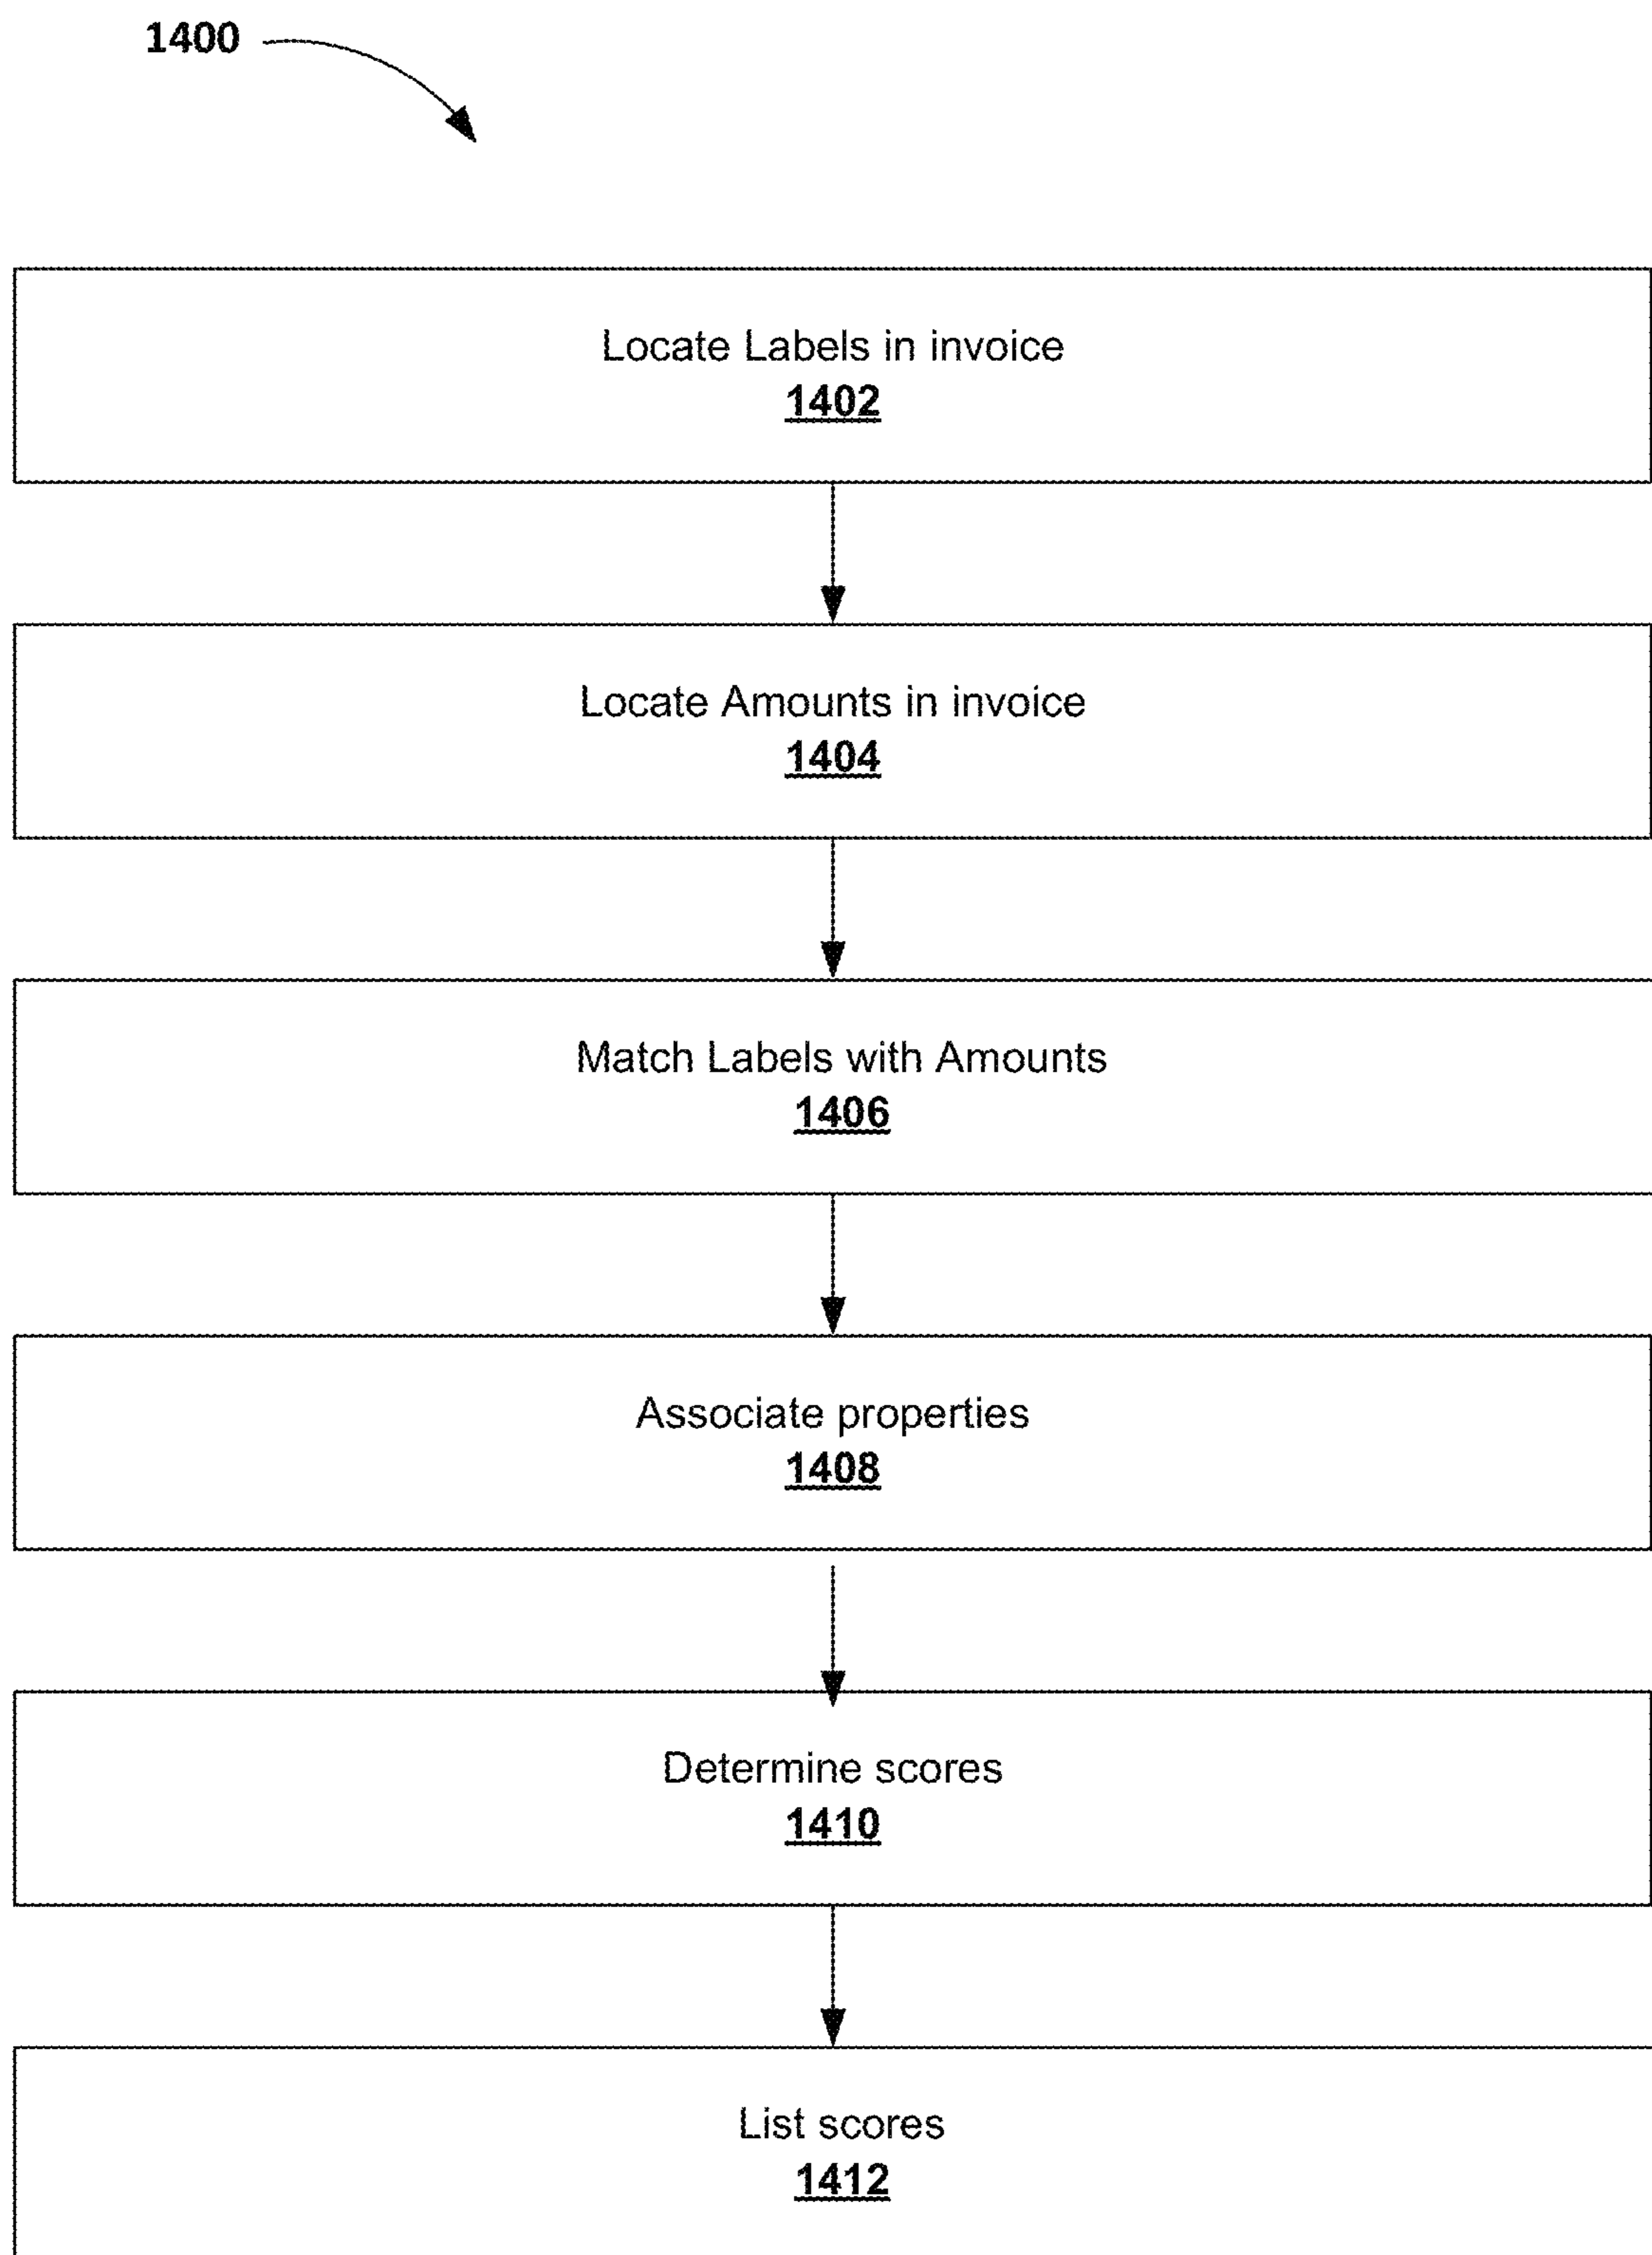 1400
Locate Labels in invoice
1402
Locate Amounts in invoice
1404
Match Labels with Amounts
1406
Associate properties
1408
Determine scores
1410
List scores
1412